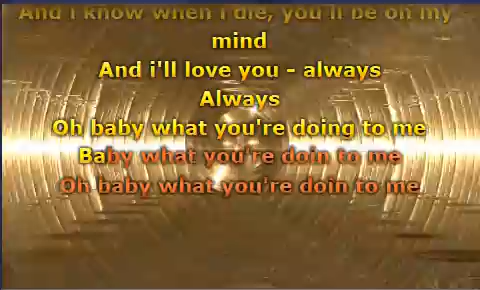 And i know when i die, you'll be on my
mind
And i'll love you - always
Always
Oh baby what you're doing to me
Baby what you're doin to me
Oh baby what you're doin to me